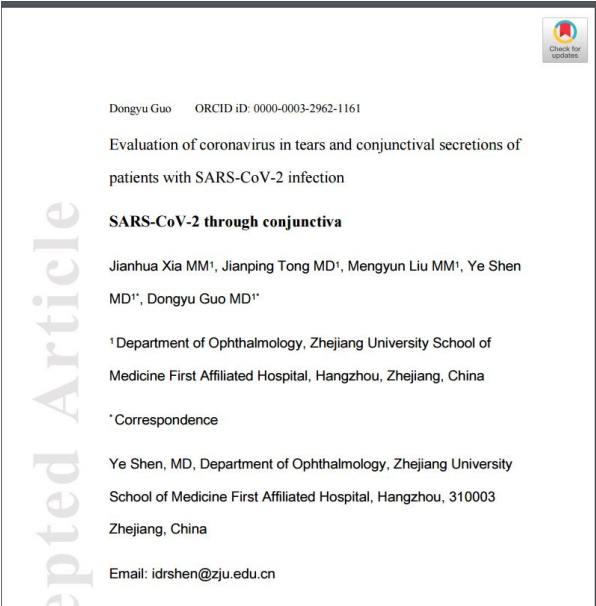 Check for
updates
Dongyu Guo ORCID iD: 0000-0003-2962-1161
Evaluation of coronavirus in tears and conjunctival secretions of
patients with SARS-CoV-2 infection
SARS-CoV-2 through conjunctiva
Jianhua Xia MM¹, Jianping Tong MD¹, Mengyun Liu MM¹, Ye Shen
MD¹*, Dongyu Guo MD¹*
¹ Department of Ophthalmology, Zhejiang University School of
Medicine First Affiliated Hospital, Hangzhou, Zhejiang, China
* Correspondence
Ye Shen, MD, Department of Ophthalmology, Zhejiang University
School of Medicine First Affiliated Hospital, Hangzhou, 310003
Zhejiang, China
Email: idrshen@zju.edu.cn
epted Article